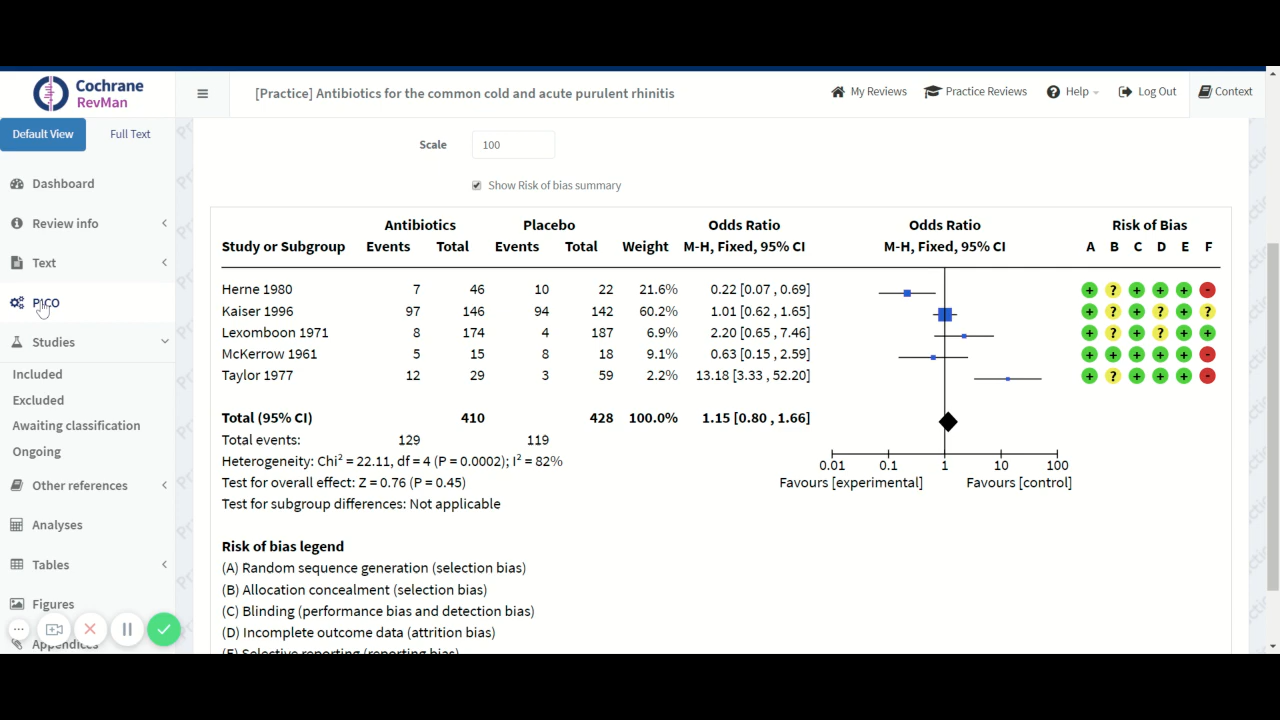 Cochrane
RevMan
[Practice] Antibiotics for the common cold and acute purulent rhinitis
My Reviews
Practice Reviews
Help
Log Out
Context
Default View
Full Text
Dashboard
Review info
Text
PICO
Studies
Included
Excluded
Awaiting classification
Ongoing
Other references
Analyses
Tables
Figures
Appendices
Scale 100
Show Risk of bias summary
Antibiotics Placebo Odds Ratio Odds Ratio Risk of Bias
Study or Subgroup Events Total Events Total Weight M-H, Fixed, 95% CI M-H, Fixed, 95% CI A B C D E F
Herne 1980 7 46 10 22 21.6% 0.22 [0.07 , 0.69] + ? + + + -
Kaiser 1996 97 146 94 142 60.2% 1.01 [0.62 , 1.65] + ? + ? + ?
Lexomboon 1971 8 174 4 187 6.9% 2.20 [0.65 , 7.46] + ? + ? + +
McKerrow 1961 5 15 8 18 9.1% 0.63 [0.15 , 2.59] + + + + + -
Taylor 1977 12 29 3 59 2.2% 13.18 [3.33 , 52.20] + ? + + + -
Total (95% CI) 410 428 100.0% 1.15 [0.80 , 1.66]
Total events: 129 119
Heterogeneity: Chi² = 22.11, df = 4 (P = 0.0002); I² = 82%
Test for overall effect: Z = 0.76 (P = 0.45)
Test for subgroup differences: Not applicable
0.01 0.1 1 10 100
Favours [experimental] Favours [control]
Risk of bias legend
(A) Random sequence generation (selection bias)
(B) Allocation concealment (selection bias)
(C) Blinding (performance bias and detection bias)
(D) Incomplete outcome data (attrition bias)
(E) Selective reporting (reporting bias)